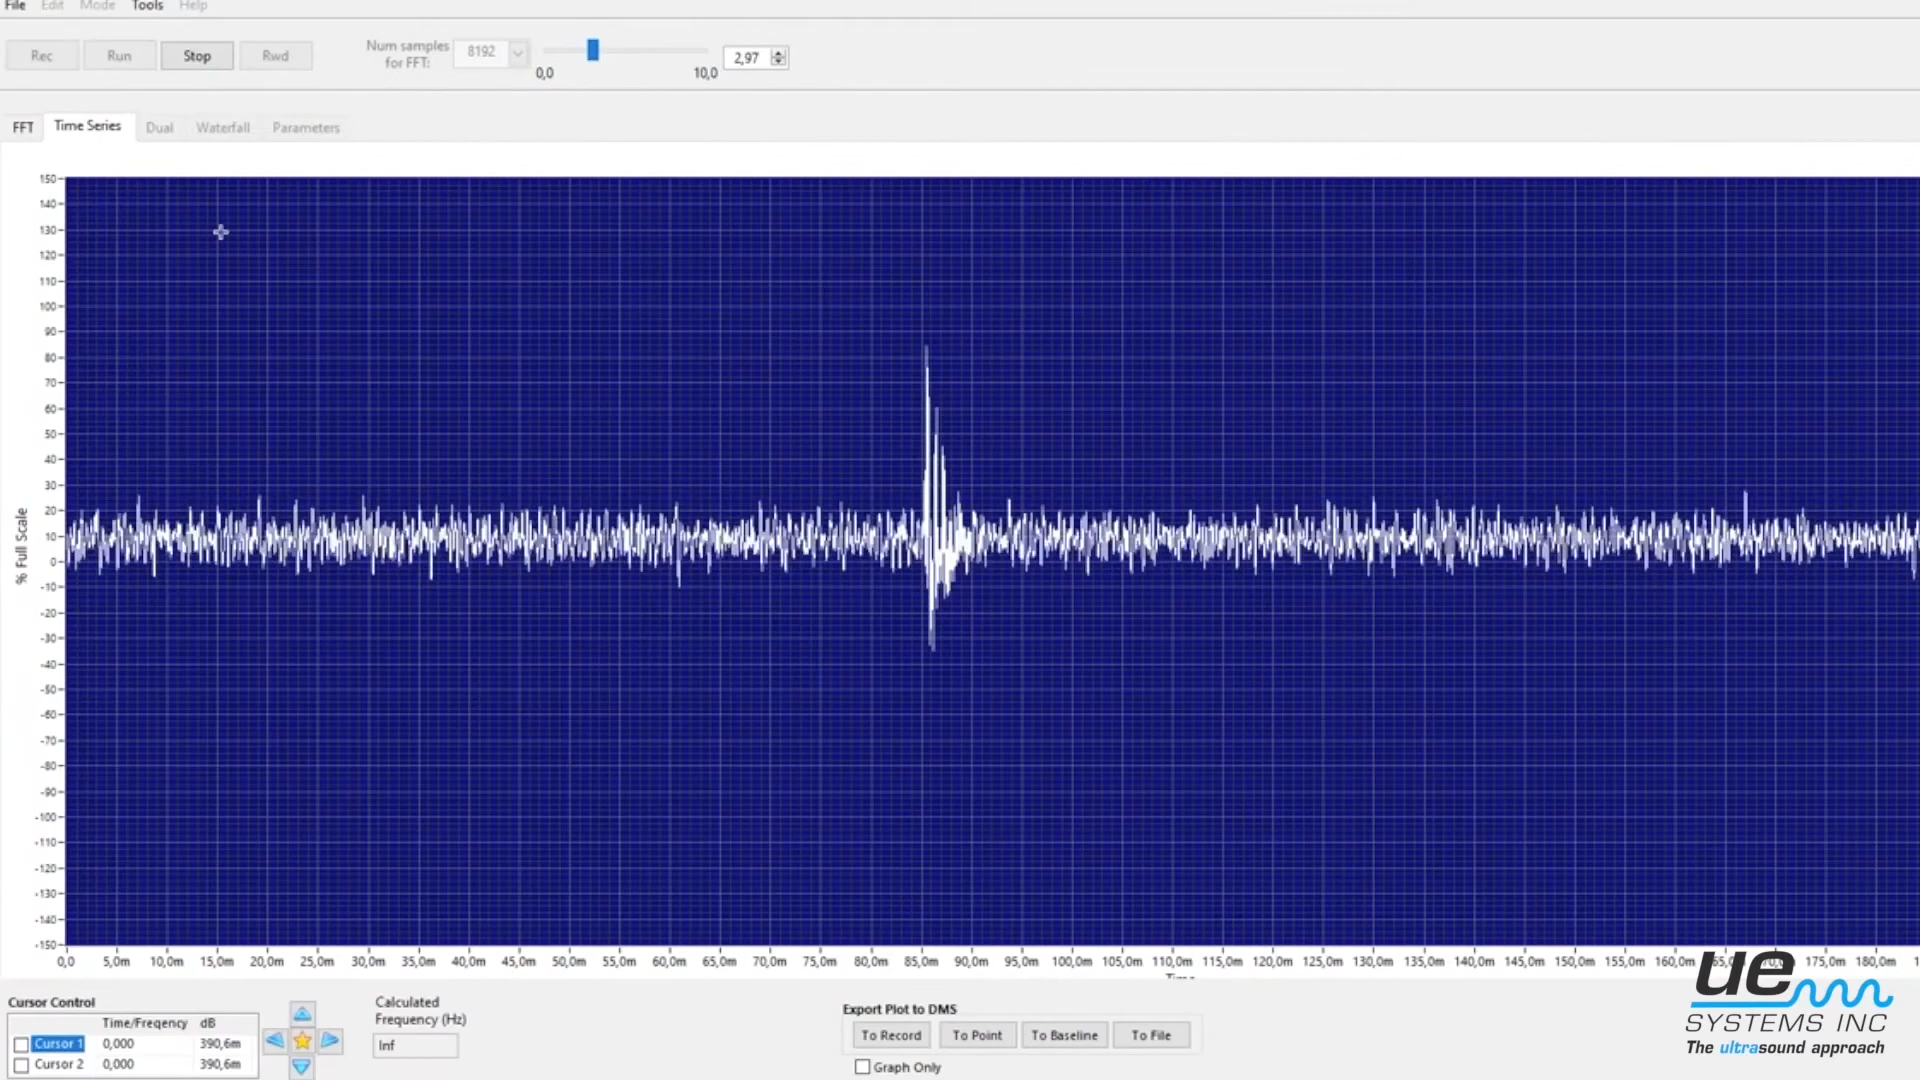 File Edit Mode Tools Help
Rec Run Stop Rwd
Num samples for FFT: 8192
0,0 10,0 2,97
FFT Time Series Dual Waterfall Parameters
150
140
130
120
110
100
90
80
70
60
50
40
30
20
10
0
-10
-20
-30
-40
-50
-60
-70
-80
-90
-100
-110
-120
-130
-140
-150
% Full Scale
0,0 5,0m 10,0m 15,0m 20,0m 25,0m 30,0m 35,0m 40,0m 45,0m 50,0m 55,0m 60,0m 65,0m 70,0m 75,0m 80,0m 85,0m 90,0m 95,0m 100,0m 105,0m 110,0m 115,0m 120,0m 125,0m 130,0m 135,0m 140,0m 145,0m 150,0m 155,0m 160,0m 175,0m 180,0m
Time
Cursor Control
Time/Freqency dB
Cursor 1 0,000 390,6m
Cursor 2 0,000 390,6m
Calculated
Frequency (Hz)
Inf
Export Plot to DMS
To Record To Point To Baseline To File
Graph Only
ue
SYSTEMS INC
The ultrasound approach